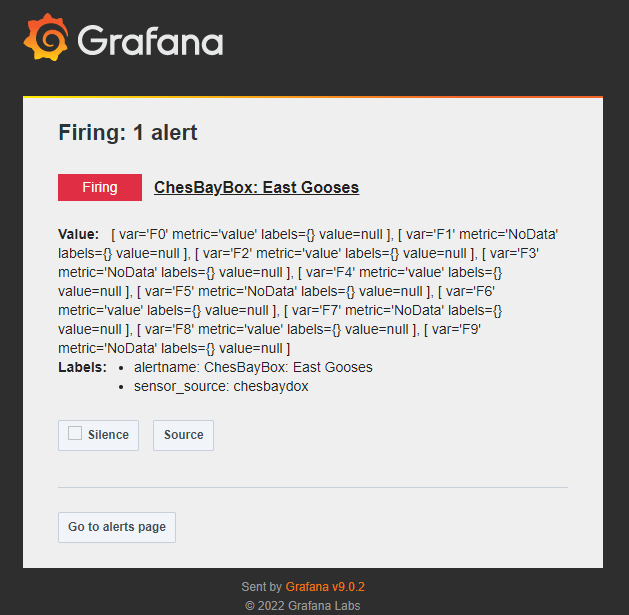 Grafana
Firing: 1 alert
Firing ChesBayBox: East Gooses
Value: [ var='F0' metric='value' labels={} value=null ], [ var='F1' metric='NoData'
labels={} value=null ], [ var='F2' metric='value' labels={} value=null ], [ var='F3'
metric='NoData' labels={} value=null ], [ var='F4' metric='value' labels={}
value=null ], [ var='F5' metric='NoData' labels={} value=null ], [ var='F6'
metric='value' labels={} value=null ], [ var='F7' metric='NoData' labels={}
value=null ], [ var='F8' metric='value' labels={} value=null ], [ var='F9'
metric='NoData' labels={} value=null ]
Labels: • alertname: ChesBayBox: East Gooses
• sensor_source: chesbaydox
Silence Source
Go to alerts page
Sent by Grafana v9.0.2
© 2022 Grafana Labs